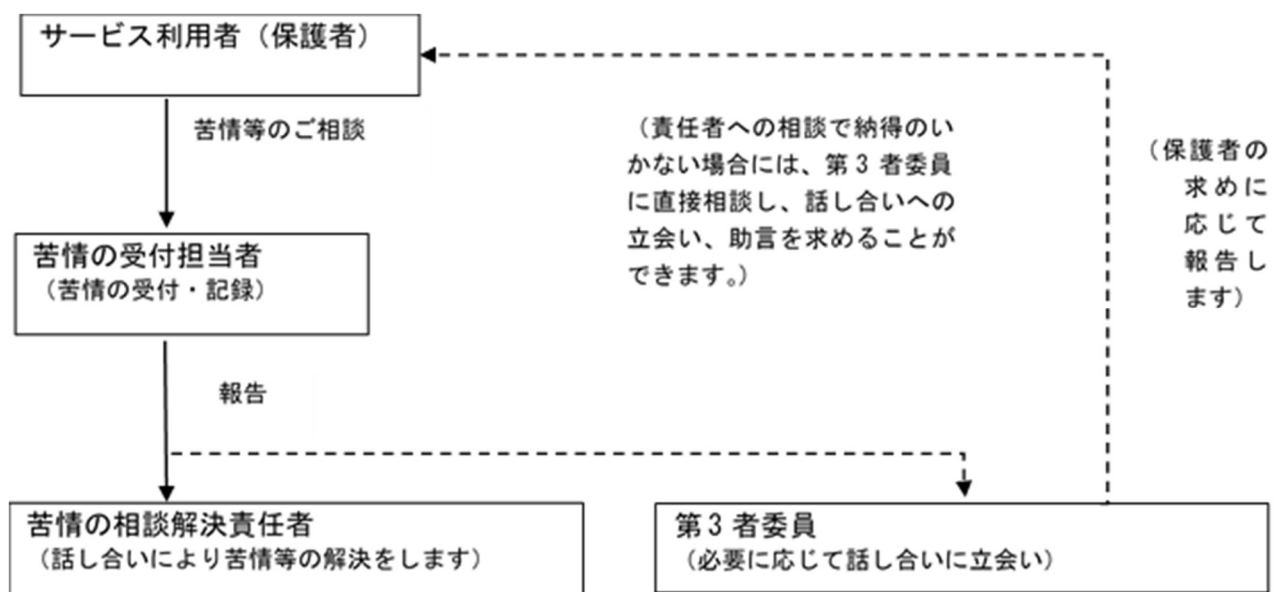 サービス利用者（保護者）
苦情等のご相談
（責任者への相談で納得のい
かない場合には、第3者委員
に直接相談し、話し合いへの
立会い、助言を求めることが
できます。）
（保護者の
求めに
応じて
報告し
ます）
苦情の受付担当者
（苦情の受付・記録）
報告
苦情の相談解決責任者
（話し合いにより苦情等の解決をします）
第3者委員
（必要に応じて話し合いに立会い）